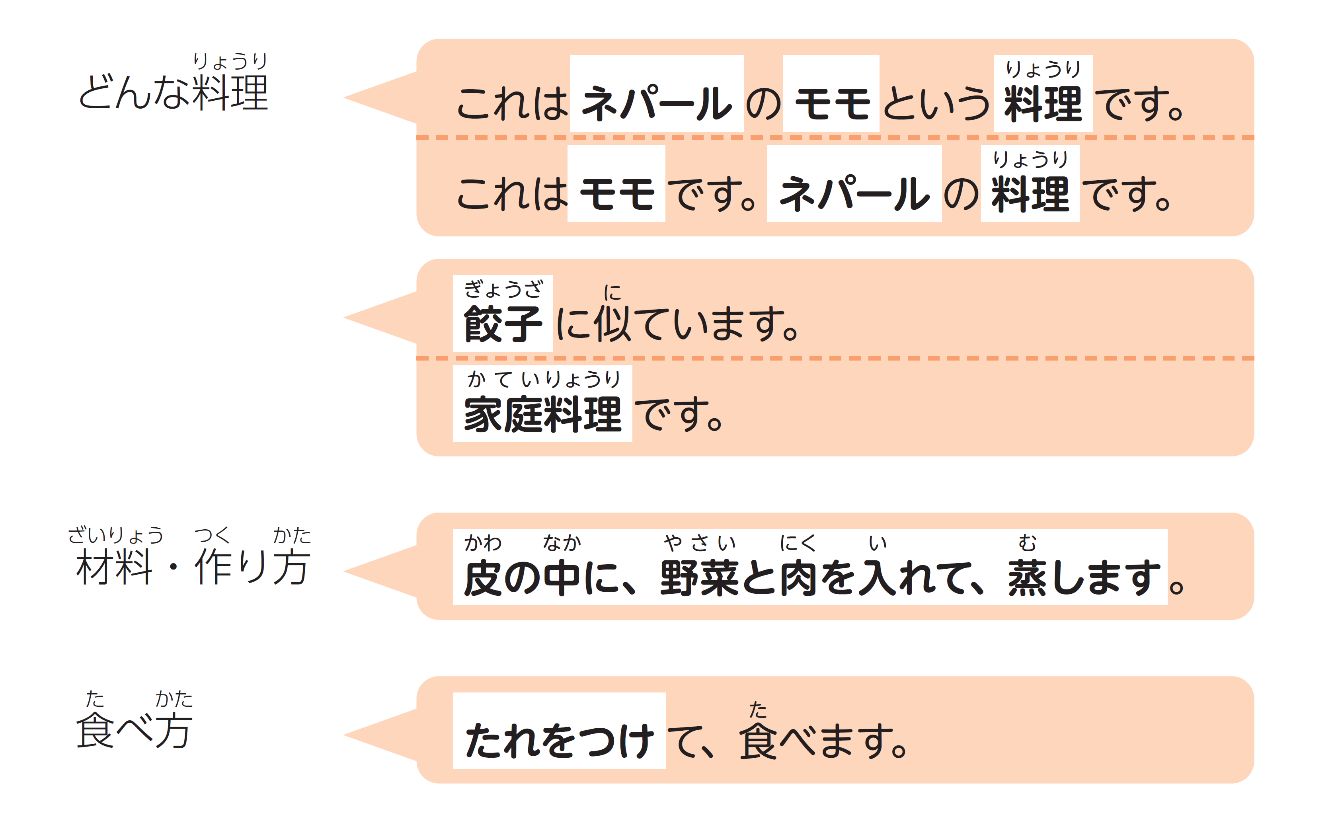 どんな料理
りょうり
これは ネパール の モモ という 料理 です。
りょうり
これは モモ です。 ネパール の 料理 です。
りょうり
餃子 に似ています。
ぎょうざ に
家庭料理 です。
かていりょうり
材料・作り方
ざいりょう つく かた
皮の中に、野菜と肉を入れて、蒸します 。
かわ なか やさい にく い む
食べ方
た かた
たれをつけ て、食べます。
た